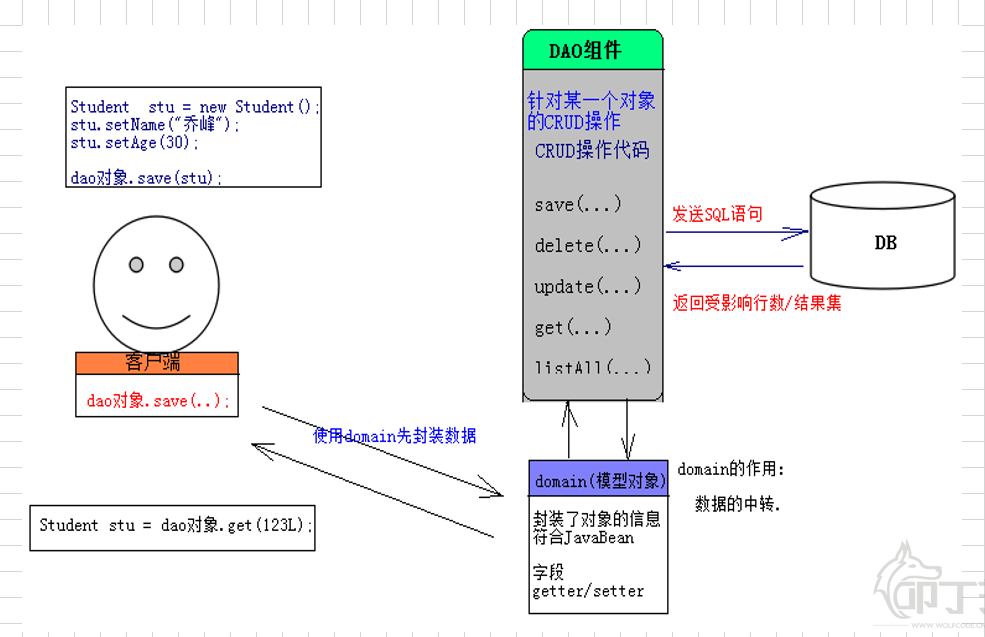 DAO组件
针对某一个对象
的CRUD操作
CRUD操作代码
save(...)
delete(...)
update(...)
get(...)
listAll(...)
Student stu = new Student();
stu.setName("乔峰");
stu.setAge(30);
dao对象.save(stu);
客户端
dao对象.save(..);
发送SQL语句
DB
返回受影响行数/结果集
使用domain先封装数据
domain(模型对象)
封装了对象的信息
符合JavaBean
字段
getter/setter
domain的作用:
数据的中转.
Student stu = dao对象.get(123L);